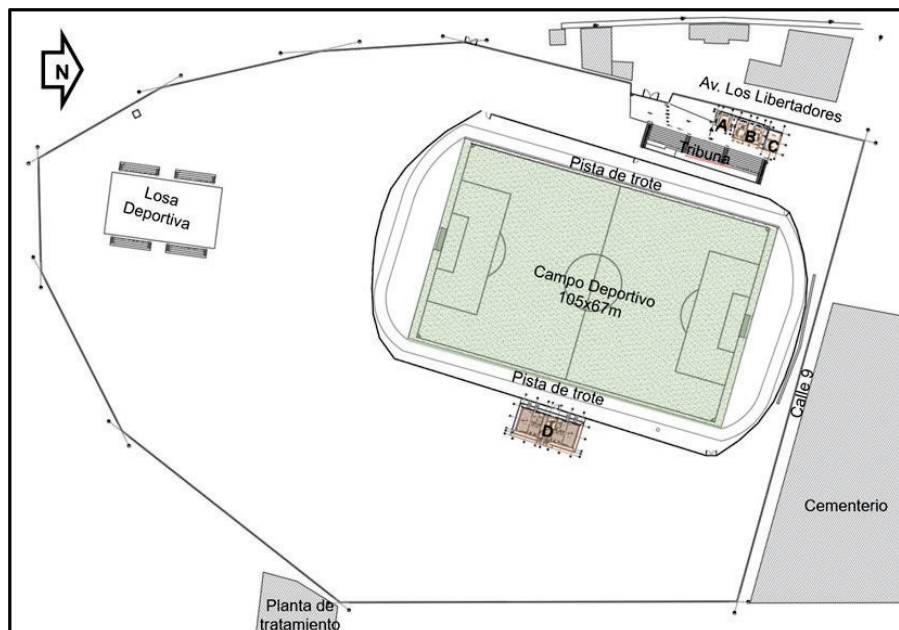 N
Av. Los Libertadores
A
B
C
Tribuna
Pista de trote
Losa
Deportiva
Campo Deportivo
105x67m
Pista de trote
Calle 9
D
Cementerio
Planta de
tratamiento